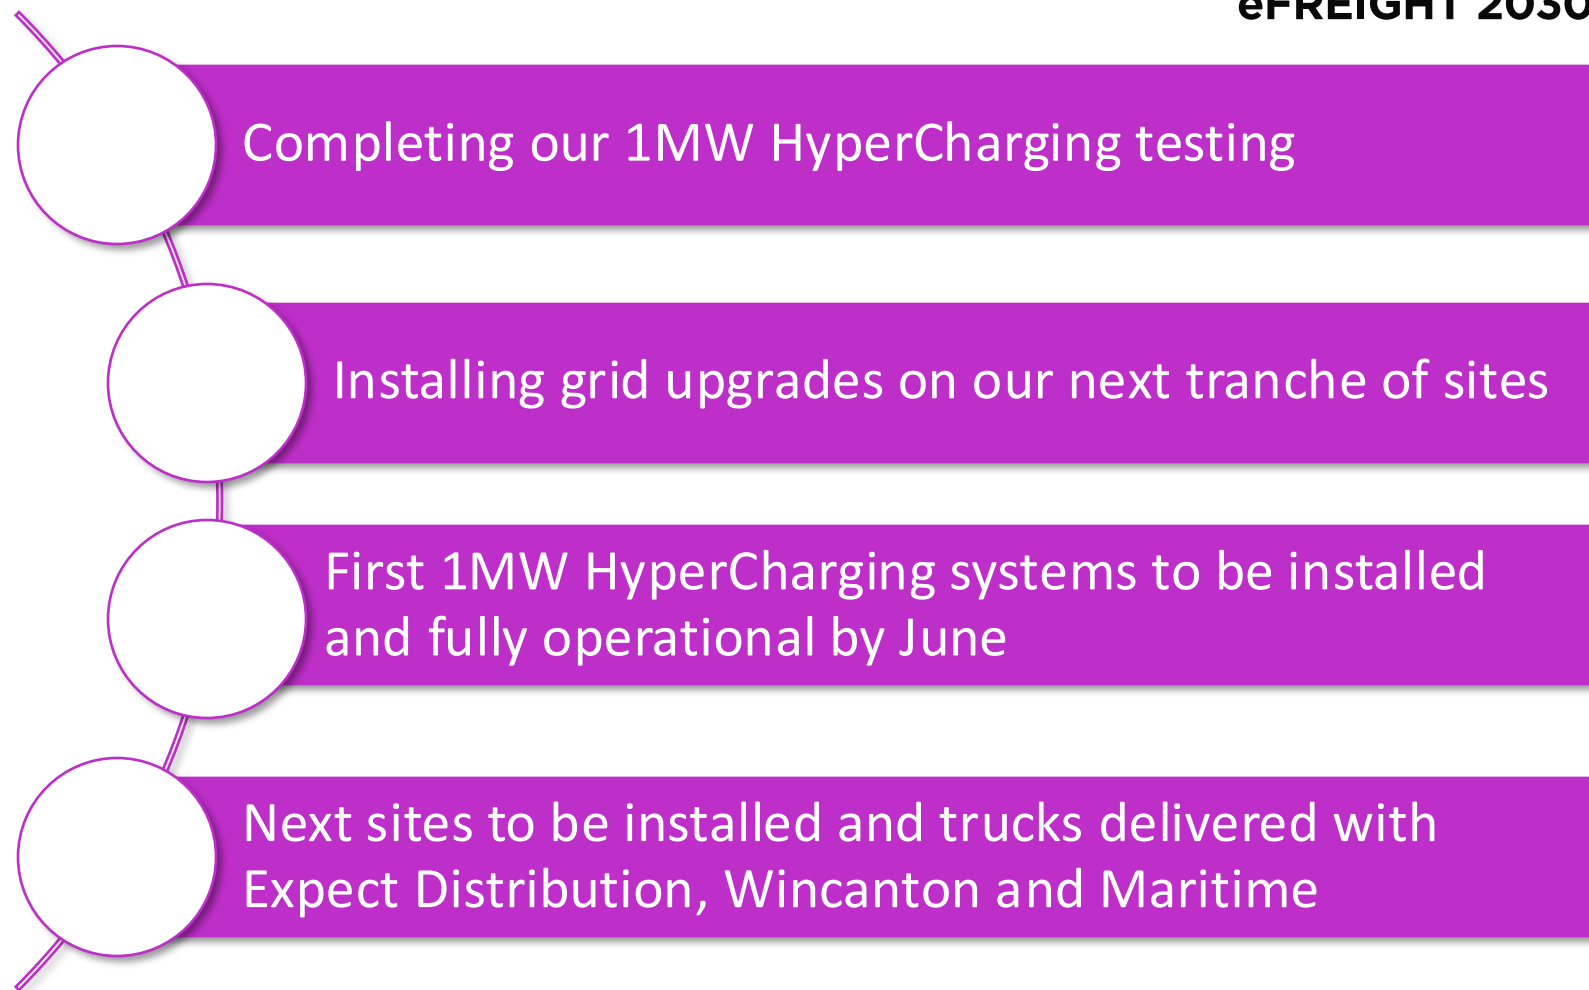 eFREIGHT 2030
Completing our 1MW HyperCharging testing
Installing grid upgrades on our next tranche of sites
First 1MW HyperCharging systems to be installed
and fully operational by June
Next sites to be installed and trucks delivered with
Expect Distribution, Wincanton and Maritime